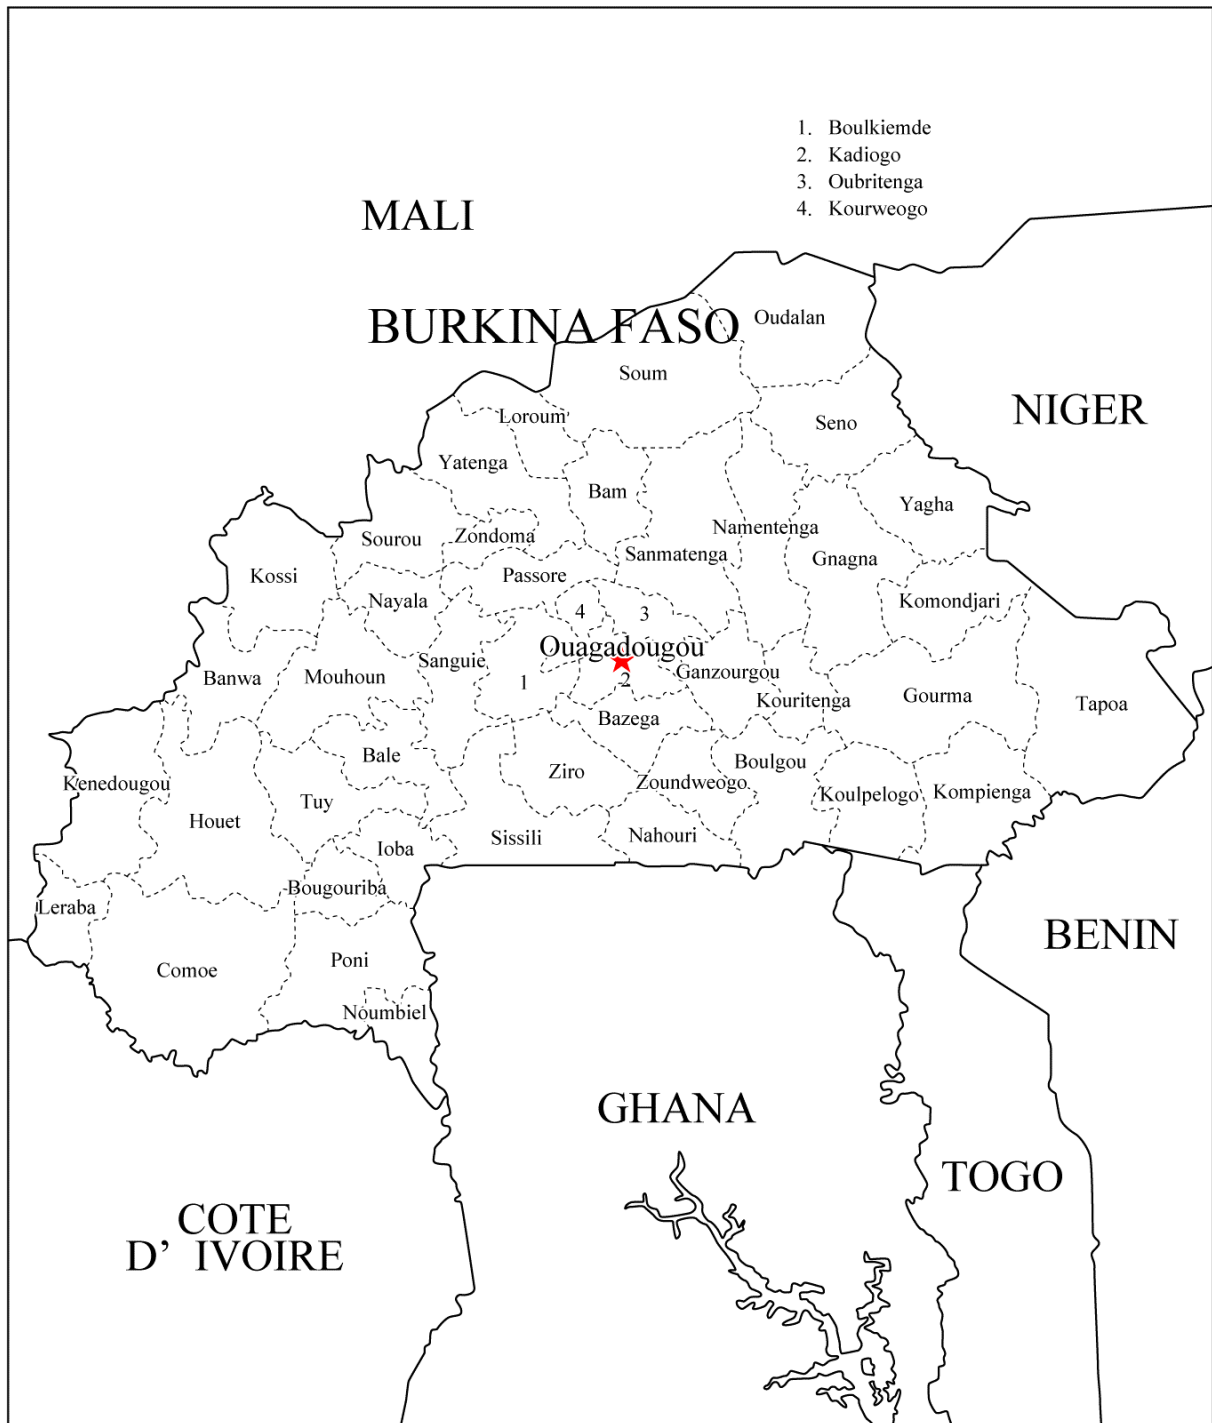 1. Boulkiemde
2. Kadiogo
3. Oubritenga
4. Kourweogo
MALI
BURKINA FASO
Oudalan
Soum
NIGER
Loroum
Seno
Yatenga
Bam
Yagha
Namentenga
Zondoma
Sourou
Sanmatenga
Gnagna
Kossi
Passore
Nayala
Komondjari
4
3
Ouagadougou
Sanguie
Ganzourgou
Mouhoun
Banwa
1
2
Kouritenga
Gourma
Tapoa
Bazega
Bale
Boulgou
Ziro
Kenedougou
Zoundweogo
Koulpelogo
Kompienga
Tuy
Houet
Sissili
Nahouri
Ioba
Bougouriba
Leraba
BENIN
Poni
Comoe
Noumbiel
GHANA
TOGO
COTE
D’ IVOIRE